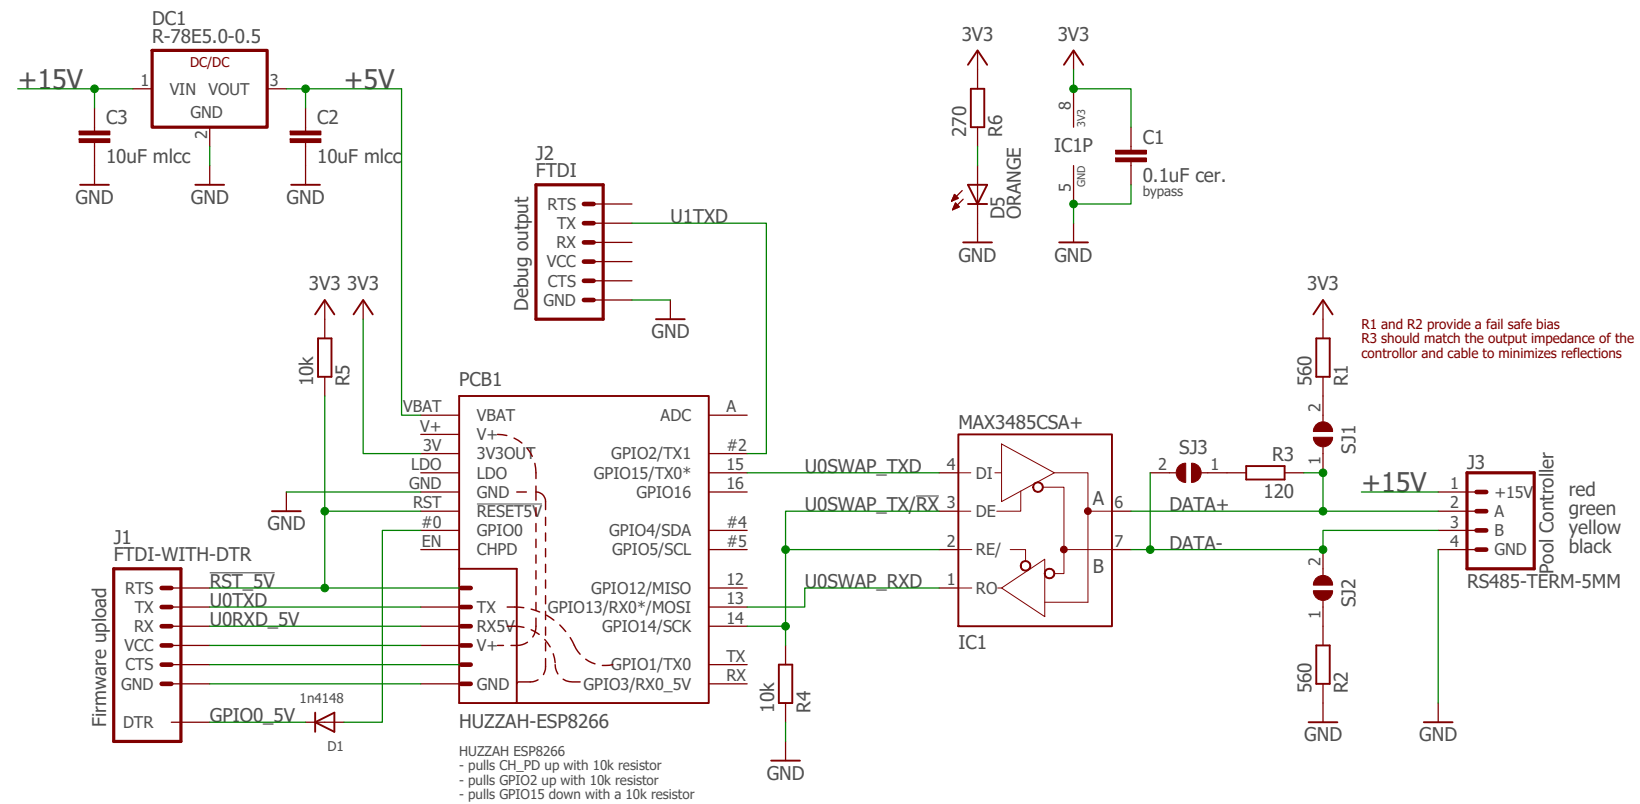 DC1
R-78E5.0-0.5
DC/DC
+15V
1
VIN VOUT
3
+5V
GND
2
C3
10uF mlcc
C2
10uF mlcc
GND
GND
GND
3V3
270
R6
D5
ORANGE
GND
3V3
8
3V3
IC1P
GND
5
C1
0.1uF cer.
bypass
GND
J2
FTDI
Debug output
RTS
TX
U1TXD
RX
VCC
CTS
GND
GND
3V3
3V3
10k
R5
3V3
R1 and R2 provide a fail safe bias
R3 should match the output impedance of the
controllor and cable to minimizes reflections
560
R1
2
SJ1
1
PCB1
VBAT
VBAT
ADC
A
V+
V+
3V
3V3OUT
GPIO2/TX1
#2
LDO
LDO
GPIO15/TX0*
15
GND
GND
GPIO16
16
RST
RESET5V
#0
GPIO0
GPIO4/SDA
#4
EN
CHPD
GPIO5/SCL
#5
GND
GPIO12/MISO
12
TX
GPIO13/RX0*/MOSI
13
RX5V
GPIO14/SCK
14
V+
GPIO1/TX0
TX
GND
GPIO3/RX0_5V
RX
HUZZAH-ESP8266
HUZZAH ESP8266
- pulls CH_PD up with 10k resistor
- pulls GPIO2 up with 10k resistor
- pulls GPIO15 down with a 10k resistor
J1
FTDI-WITH-DTR
Firmware upload
RTS
RST_5V
TX
U0TXD
RX
U0RXD_5V
VCC
CTS
GND
DTR
GPIO0_5V
1n4148
D1
MAX3485CSA+
U0SWAP_TXD
4
DI
U0SWAP_TX/RX
3
DE
2
RE/
U0SWAP_RXD
1
RO
A
6
DATA+
B
7
DATA-
IC1
10k
R4
GND
SJ3
2
1
R3
120
2
SJ2
1
560
R2
GND
+15V
J3
Pool Controller
1
+15V
red
2
A
green
3
B
yellow
4
GND
black
RS485-TERM-5MM
GND